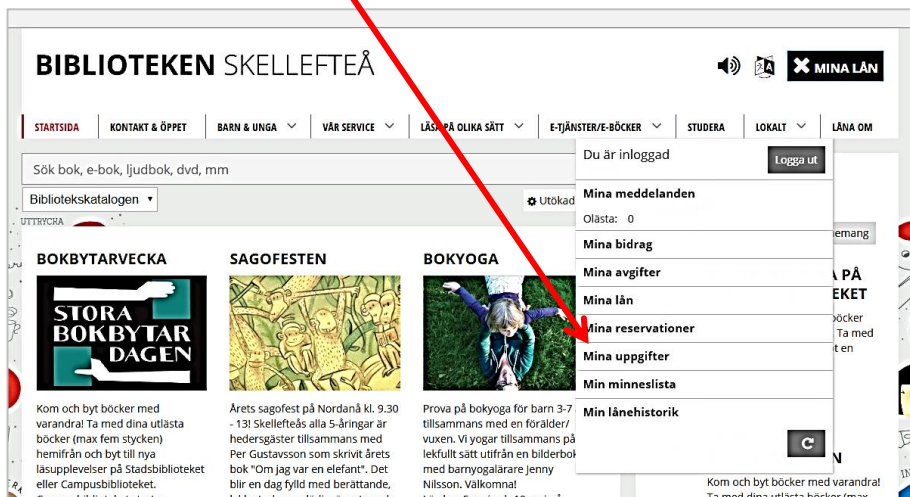 BIBLIOTEKEN SKELLEFTEÅ
MINA LÅN
STARTSIDA KONTAKT & ÖPPET BARN & UNGA VÅR SERVICE LÄSA PÅ OLIKA SÄTT E-TJÄNSTER/E-BÖCKER STUDERA LOKALT LÅNA OM
Sök bok, e-bok, ljudbok, dvd, mm
Bibliotekskatalogen
Utökad
UTTRYCKA
Du är inloggad
Logga ut
Mina meddelanden
Olästa: 0
Mina bidrag
Mina avgifter
Mina lån
Mina reservationer
Mina uppgifter
Min minneslista
Min lånehistorik
BOKBYTARVECKA
STORA
BOKBYTAR
DAGEN
Kom och byt böcker med
varandra! Ta med dina utlästa
böcker (max fem stycken)
hemifrån och byt till nya
läsupplevelser på Stadsbiblioteket
eller Campusbiblioteket.
SAGOFESTEN
Årets sagofest på Nordanå kl. 9.30
- 13! Skellefteås alla 5-åringar är
hedersgäster tillsammans med
Per Gustavsson som skrivit årets
bok "Om jag var en elefant". Det
blir en dag fylld med berättande,
BOKYOGA
Prova på bokyoga för barn 3-7
tillsammans med en förälder/
vuxen. Vi yogar tillsammans på
lekfullt sätt utifrån en bilderbok
med barnyogalärare Jenny
Nilsson. Välkomna!
emang
PÅ
EKET
öcker
Ta med
t en
N
Kom och byt böcker med varandra!
Ta med dina utlästa böcker (max